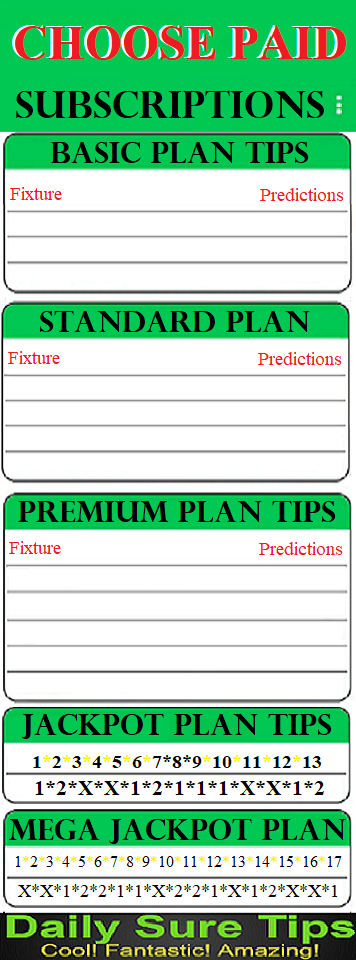 CHOOSE PAID
SUBSCRIPTIONS
BASIC PLAN TIPS
Fixture Predictions
STANDARD PLAN
Fixture Predictions
PREMIUM PLAN TIPS
Fixture Predictions
JACKPOT PLAN TIPS
1*2*3*4*5*6*7*8*9*10*11*12*13
1*2*X*X*1*2*1*1*1*X*X*1*2
MEGA JACKPOT PLAN
1*2*3*4*5*6*7*8*9*10*11*12*13*14*15*16*17
X*X*1*2*2*1*1*X*2*2*1*X*1*2*X*X*1
Daily Sure Tips
Cool! Fantastic! Amazing!